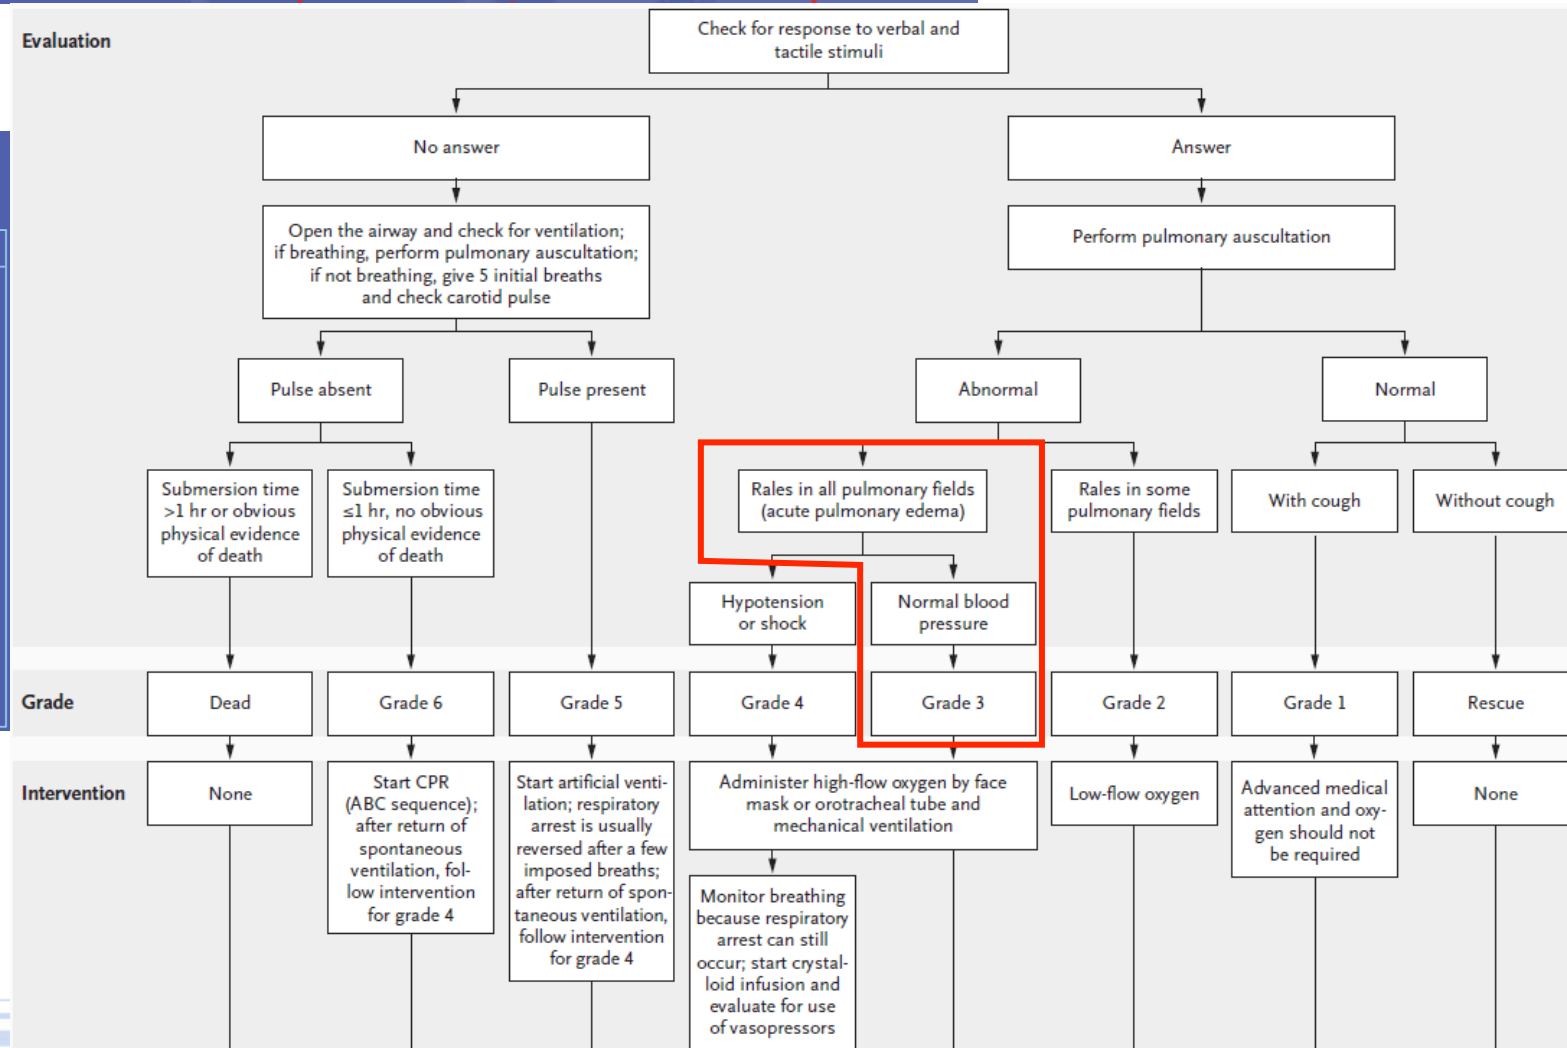 Evaluation
Check for response to verbal and
tactile stimuli
No answer
Answer
Open the airway and check for ventilation;
if breathing, perform pulmonary auscultation;
if not breathing, give 5 initial breaths
and check carotid pulse
Perform pulmonary auscultation
Pulse absent
Pulse present
Abnormal
Normal
Submersion time
>1 hr or obvious
physical evidence
of death
Submersion time
≤1 hr, no obvious
physical evidence
of death
Rales in all pulmonary fields
(acute pulmonary edema)
Rales in some
pulmonary fields
With cough
Without cough
Hypotension
or shock
Normal blood
pressure
Grade
Dead
Grade 6
Grade 5
Grade 4
Grade 3
Grade 2
Grade 1
Rescue
Intervention
None
Start CPR
(ABC sequence);
after return of
spontaneous
ventilation, fol-
low intervention
for grade 4
Start artificial venti-
lation; respiratory
arrest is usually
reversed after a few
imposed breaths;
after return of spon-
taneous ventilation,
follow intervention
for grade 4
Administer high-flow oxygen by face
mask or orotracheal tube and
mechanical ventilation
Monitor breathing
because respiratory
arrest can still
occur; start crystal-
loid infusion and
evaluate for use
of vasopressors
Low-flow oxygen
Advanced medical
attention and oxy-
gen should not
be required
None